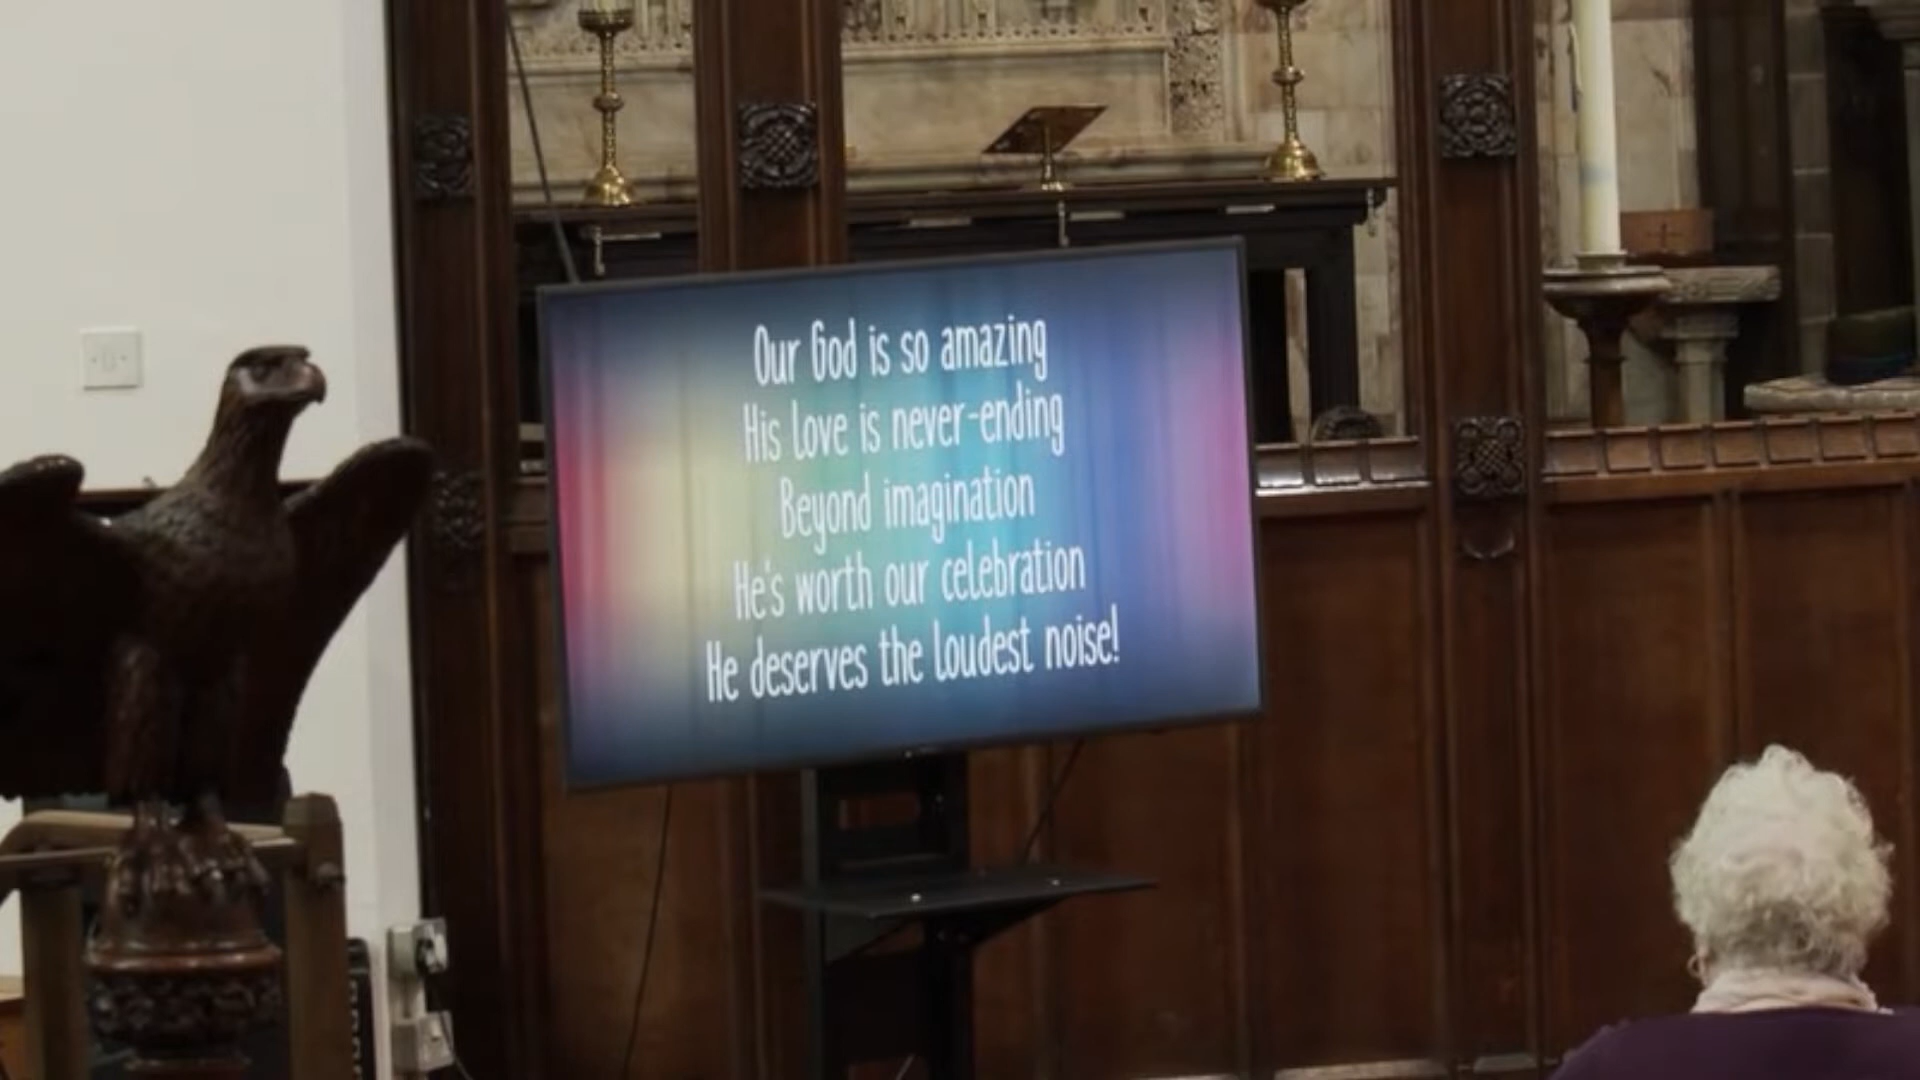 Our God is so amazing
His love is never-ending
Beyond imagination
He's worth our celebration
He deserves the loudest noise!